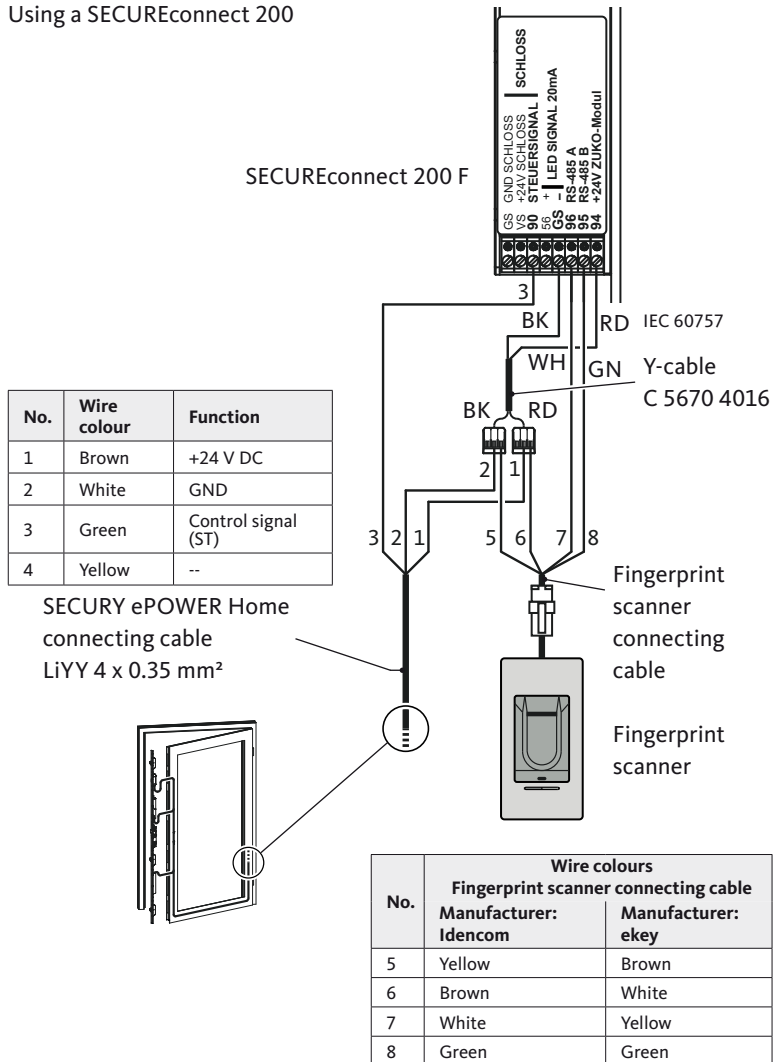 Using a SECUREconnect 200
SECUREconnect 200 F
GS GND SCHLOSS
VS +24V SCHLOSS
90 STEUERSIGNAL
SCHLOSS
56 +
GS –
LED SIGNAL 20mA
96 RS-485 A
95 RS-485 B
94 +24V ZUKO-Modul
3
BK
RD
IEC 60757
WH
GN
Y-cable
C 5670 4016
BK
RD
2
1
No. Wire colour Function
1 Brown +24 V DC
2 White GND
3 Green Control signal (ST)
4 Yellow --
3 2 1
5 6 7 8
SECURY ePOWER Home
connecting cable
LiYY 4 x 0.35 mm²
Fingerprint
scanner
connecting
cable
Fingerprint
scanner
No. Wire colours
Fingerprint scanner connecting cable
Manufacturer: Idencom Manufacturer: ekey
5 Yellow Brown
6 Brown White
7 White Yellow
8 Green Green